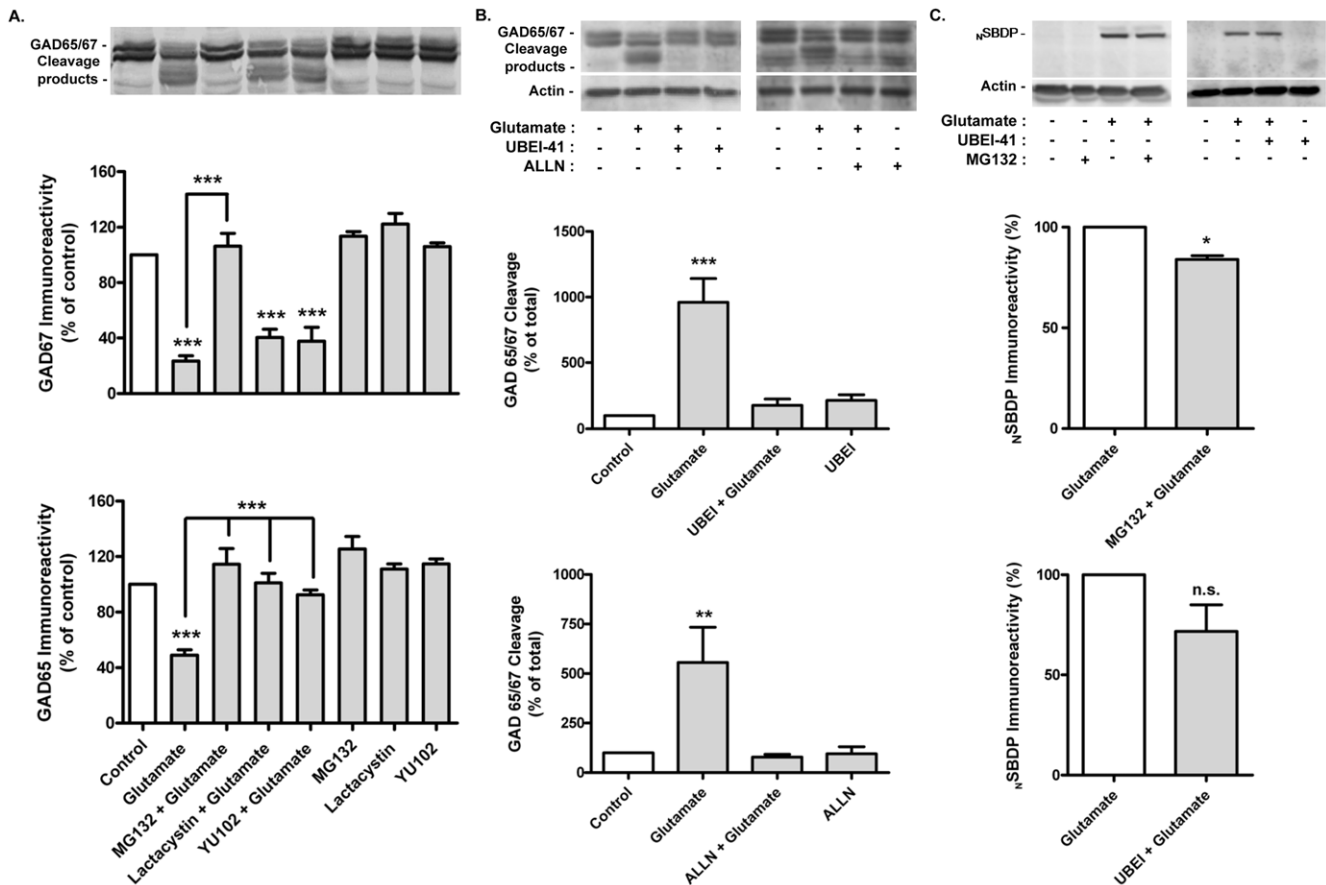 A.
GAD65/67 -
Cleavage
products -
GAD67 Immunoreactivity
(% of control)
160
120
80
40
0
***
***
***
***
GAD65 Immunoreactivity
(% of control)
160
120
80
40
0
***
***
Control
Glutamate
MG132 + Glutamate
Lactacystin + Glutamate
YU102 + Glutamate
MG132
Lactacystin
YU102
B.
GAD65/67 -
Cleavage
products -
Actin -
Glutamate : - + + - - + + -
UBEI-41 : - - + +
ALLN : - - + +
GAD 65/67 Cleavage
(% ot total)
1500
1000
500
0
***
Control
Glutamate
UBEI + Glutamate
UBEI
GAD 65/67 Cleavage
(% of total)
1000
750
500
250
0
**
Control
Glutamate
ALLN + Glutamate
ALLN
C.
NSBDP -
Actin -
Glutamate : - - + + - + + -
UBEI-41 : - - + +
MG132 : - + - +
NSBDP Immunoreactivity (%)
100
50
0
*
Glutamate
MG132 + Glutamate
NSBDP Immunoreactivity (%)
100
50
0
n.s.
Glutamate
UBEI + Glutamate